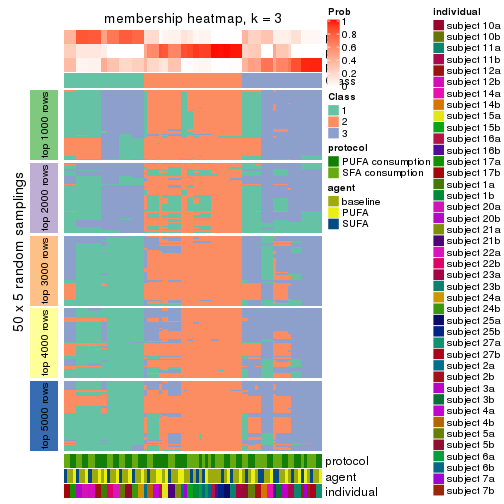 membership heatmap, k = 3
Prob
1
0.8
0.6
0.4
0.2
0
Class
1
2
3
protocol
PUFA consumption
SFA consumption
agent
baseline
PUFA
SUFA
individual
subject 10a
subject 10b
subject 11a
subject 11b
subject 12a
subject 12b
subject 14a
subject 14b
subject 15a
subject 15b
subject 16a
subject 16b
subject 17a
subject 17b
subject 1a
subject 1b
subject 20a
subject 20b
subject 21a
subject 21b
subject 22a
subject 22b
subject 23a
subject 23b
subject 24a
subject 24b
subject 25a
subject 25b
subject 27a
subject 27b
subject 2a
subject 2b
subject 3a
subject 3b
subject 4a
subject 4b
subject 5a
subject 5b
subject 6a
subject 6b
subject 7a
subject 7b
50 x 5 random samplings
top 1000 rows
top 2000 rows
top 3000 rows
top 4000 rows
top 5000 rows
protocol
agent
individual